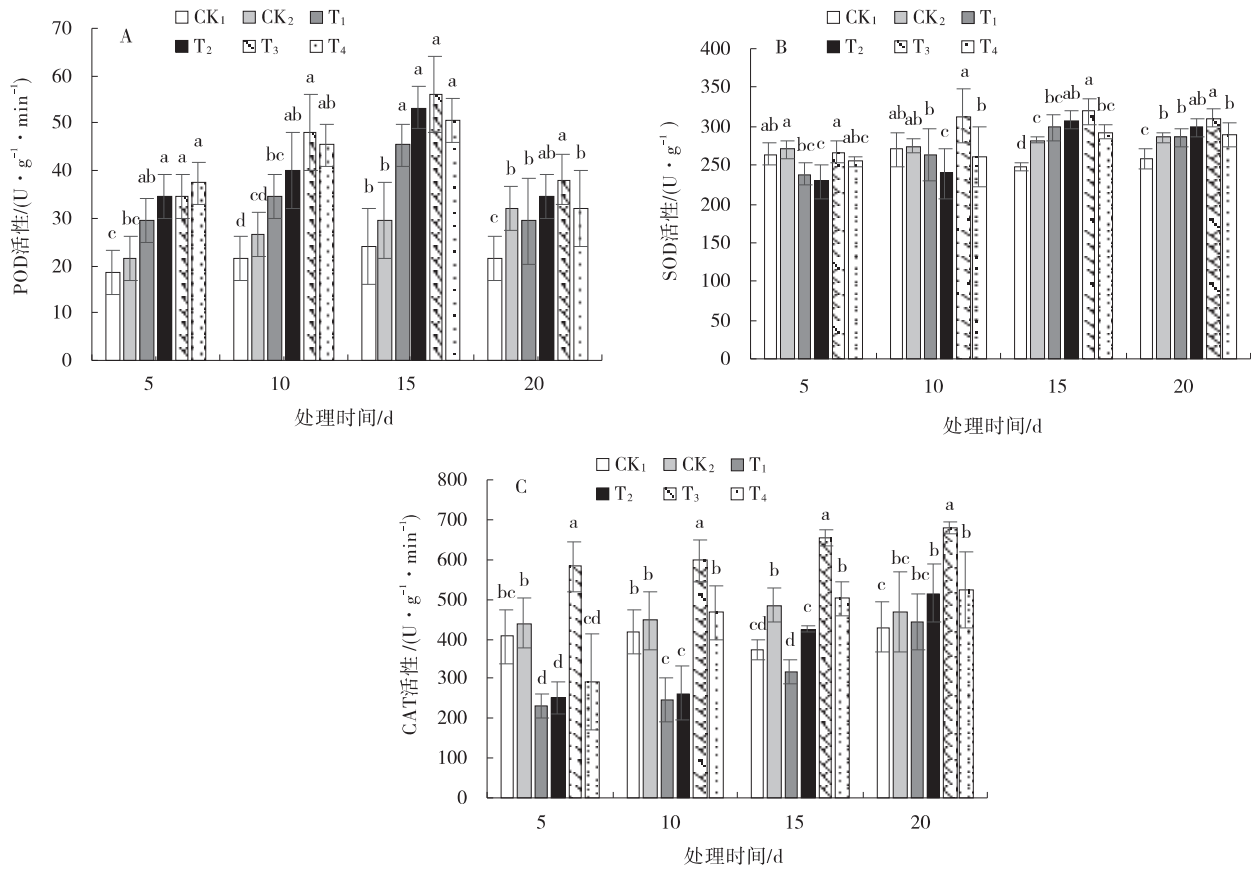 A
CK₁ CK₂ T₁
T₂ T₃ T₄
POD活性/(U·g⁻¹·min⁻¹)
70
60
50
40
30
20
10
0
c bc ab a a a
d cd bc ab a ab
b b a a a a
c b b ab a b
5 10 15 20
处理时间/d
B
CK₁ CK₂ T₁
T₂ T₃ T₄
SOD活性/(U·g⁻¹)
400
350
300
250
200
150
100
50
0
ab a bc c a abc
ab ab b c a b
d c bc ab a bc
c b b ab a b
5 10 15 20
处理时间/d
C
CK₁ CK₂ T₁
T₂ T₃ T₄
CAT活性/(U·g⁻¹·min⁻¹)
800
700
600
500
400
300
200
100
0
bc b d d a cd
b b c c a b
cd b d c a b
c bc bc b a b
5 10 15 20
处理时间/d